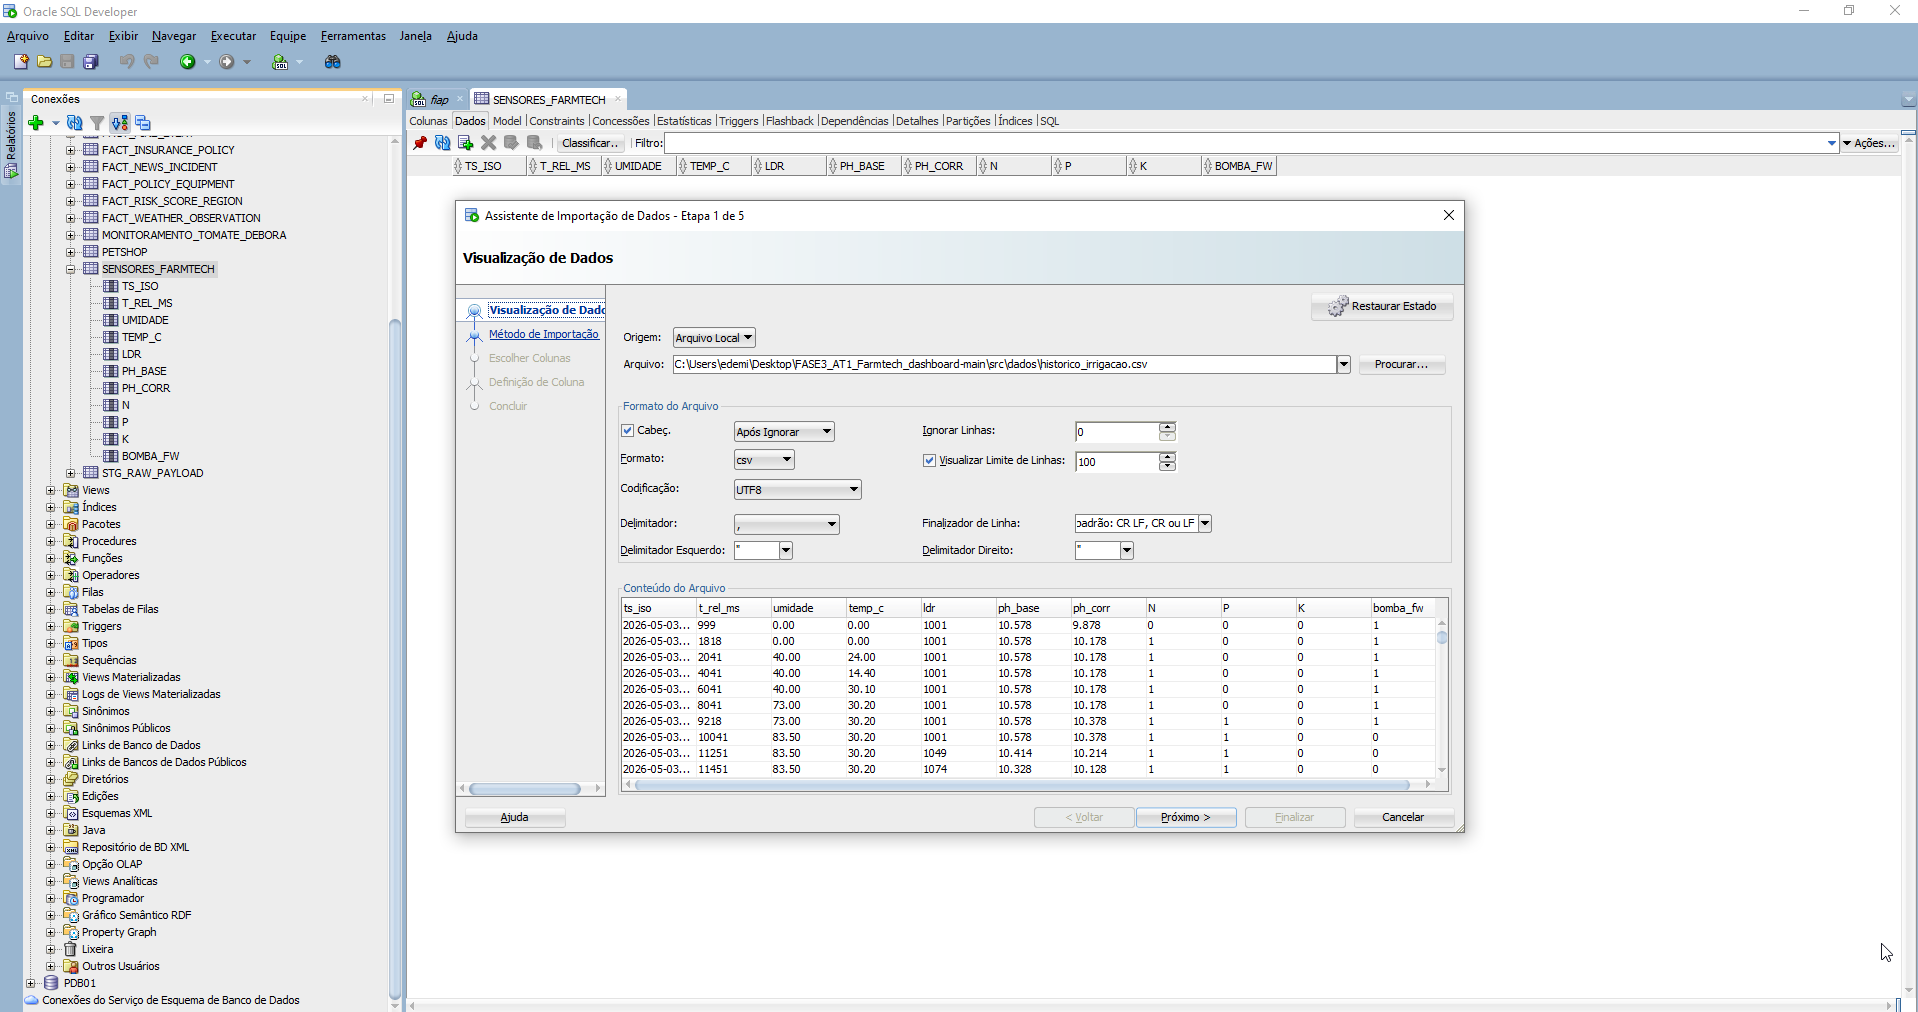 Oracle SQL Developer
Arquivo Editar Exibir Navegar Executar Equipe Ferramentas Janela Ajuda
Relatórios
Conexões
FACT_INSURANCE_POLICY
FACT_NEWS_INCIDENT
FACT_POLICY_EQUIPMENT
FACT_RISK_SCORE_REGION
FACT_WEATHER_OBSERVATION
MONITORAMENTO_TOMATE_DEBORA
PETSHOP
SENSORES_FARMTECH
TS_ISO
T_REL_MS
UMIDADE
TEMP_C
LDR
PH_BASE
PH_CORR
N
P
K
BOMBA_FW
STG_RAW_PAYLOAD
Views
Índices
Pacotes
Procedures
Funções
Operadores
Filas
Tabelas de Filas
Triggers
Tipos
Sequências
Views Materializadas
Logs de Views Materializadas
Sinônimos
Sinônimos Públicos
Links de Banco de Dados
Links de Bancos de Dados Públicos
Diretórios
Edições
Esquemas XML
Java
Repositório de BD XML
Opção OLAP
Views Analíticas
Programador
Gráfico Semântico RDF
Property Graph
Lixeira
Outros Usuários
PDB01
Conexões do Serviço de Esquema de Banco de Dados
fiap SENSORES_FARMTECH
Colunas Dados Model Constraints Concessões Estatísticas Triggers Flashback Dependências Detalhes Partições Índices SQL
Classificar.. Filtro: Ações...
TS_ISO T_REL_MS UMIDADE TEMP_C LDR PH_BASE PH_CORR N P K BOMBA_FW
Assistente de Importação de Dados - Etapa 1 de 5
Visualização de Dados
Visualização de Dado
Método de Importação
Escolher Colunas
Definição de Coluna
Concluir
Restaurar Estado
Origem: Arquivo Local
Arquivo: C:\Users\edemi\Desktop\FASE3_AT1_Farmtech_dashboard-main\src\dados\historico_irrigacao.csv Procurar...
Formato do Arquivo
Cabeç. Após Ignorar Ignorar Linhas: 0
Formato: csv Visualizar Limite de Linhas: 100
Codificação: UTF8
Delimitador: , Finalizador de Linha: padrão: CR LF, CR ou LF
Delimitador Esquerdo: " Delimitador Direito: "
Conteúdo do Arquivo
ts_iso t_rel_ms umidade temp_c ldr ph_base ph_corr N P K bomba_fw
2026-05-03... 999 0.00 0.00 1001 10.578 9.878 0 0 0 1
2026-05-03... 1818 0.00 0.00 1001 10.578 10.178 1 0 0 1
2026-05-03... 2041 40.00 24.00 1001 10.578 10.178 1 0 0 1
2026-05-03... 4041 40.00 14.40 1001 10.578 10.178 1 0 0 1
2026-05-03... 6041 40.00 30.10 1001 10.578 10.178 1 0 0 1
2026-05-03... 8041 73.00 30.20 1001 10.578 10.178 1 0 0 1
2026-05-03... 9218 73.00 30.20 1001 10.578 10.378 1 1 0 1
2026-05-03... 10041 83.50 30.20 1001 10.578 10.378 1 1 0 0
2026-05-03... 11251 83.50 30.20 1049 10.414 10.214 1 1 0 0
2026-05-03... 11451 83.50 30.20 1074 10.328 10.128 1 1 0 0
Ajuda < Voltar Próximo > Finalizar Cancelar